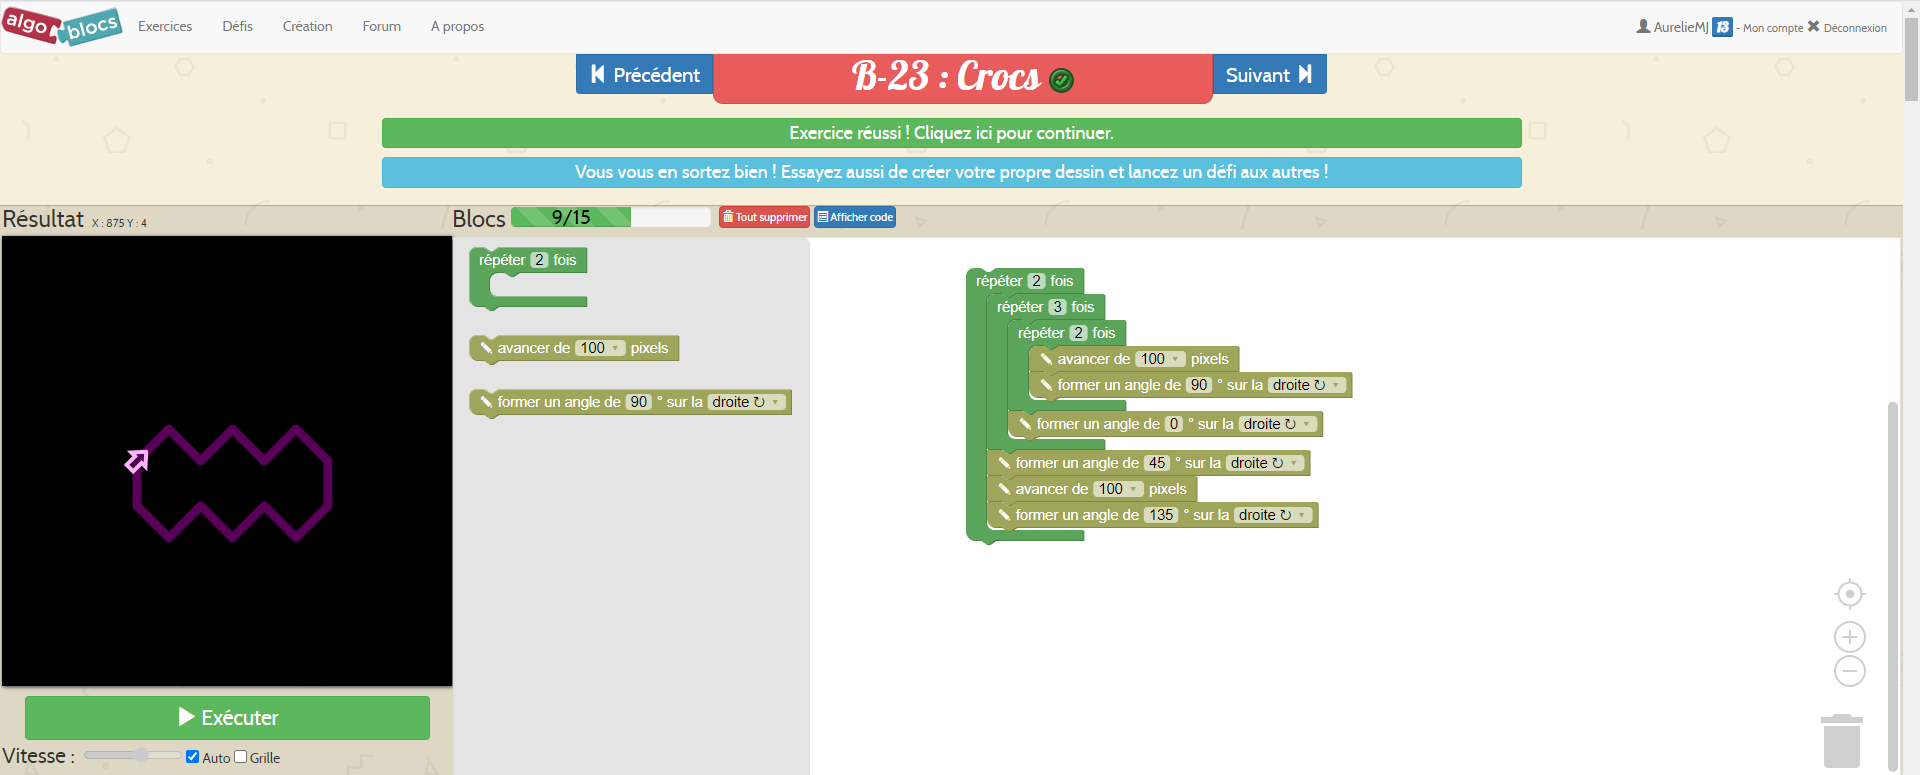 algo blocs Exercices Défis Création Forum A propos AurelieMJ 13 - Mon compte Déconnexion
Précédent B-23 : Crocs Suivant
Exercice réussi ! Cliquez ici pour continuer.
Vous vous en sortez bien ! Essayez aussi de créer votre propre dessin et lancez un défi aux autres !
Résultat X : 875 Y : 4 Blocs 9/15 Tout supprimer Afficher code
répéter 2 fois
avancer de 100 pixels
former un angle de 90 ° sur la droite ↻
répéter 2 fois
répéter 3 fois
répéter 2 fois
avancer de 100 pixels
former un angle de 90 ° sur la droite ↻
former un angle de 0 ° sur la droite ↻
former un angle de 45 ° sur la droite ↻
avancer de 100 pixels
former un angle de 135 ° sur la droite ↻
Exécuter
Vitesse : Auto Grille